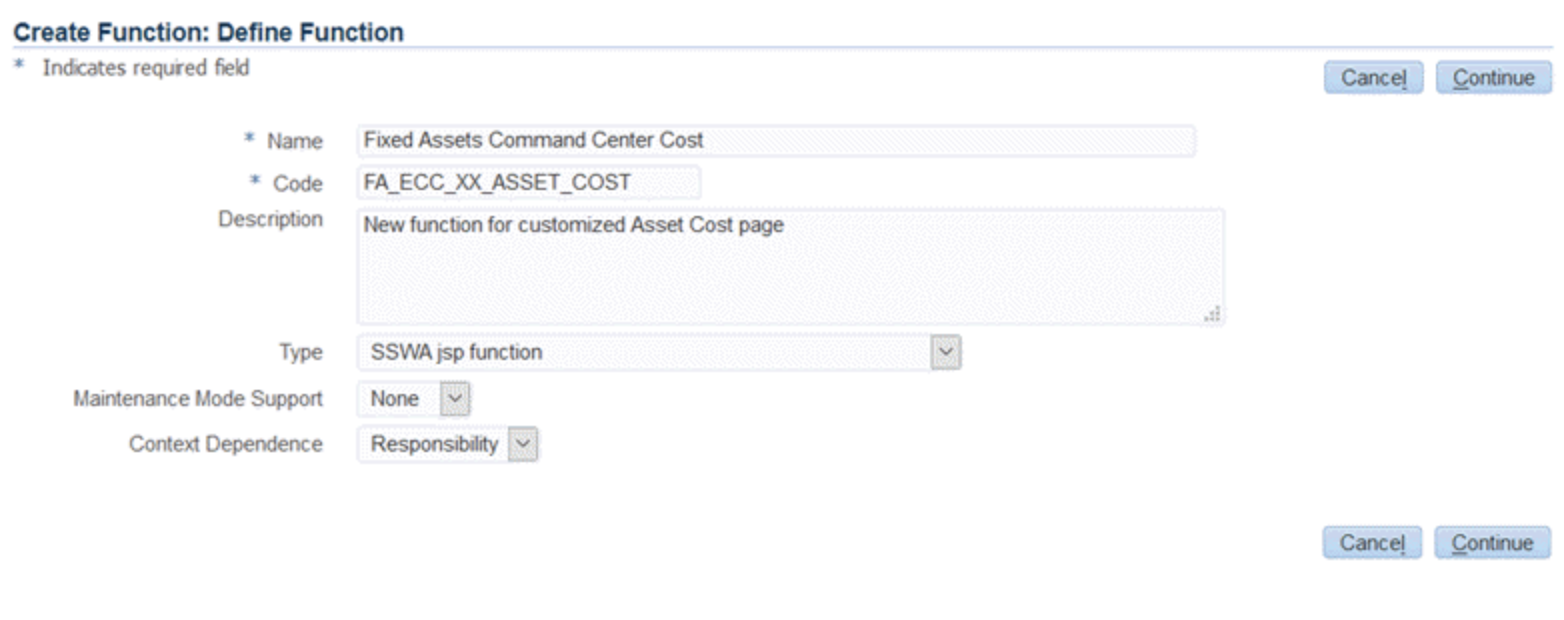 Create Function: Define Function
* Indicates required field
Cancel Continue
* Name Fixed Assets Command Center Cost
* Code FA_ECC_XX_ASSET_COST
Description New function for customized Asset Cost page
Type SSWA jsp function
Maintenance Mode Support None
Context Dependence Responsibility
Cancel Continue